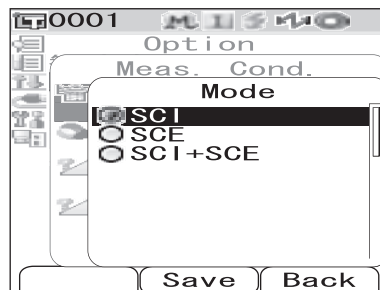 0001
Option
Meas. Cond.
Mode
SCI
SCE
SCI+SCE
Save Back